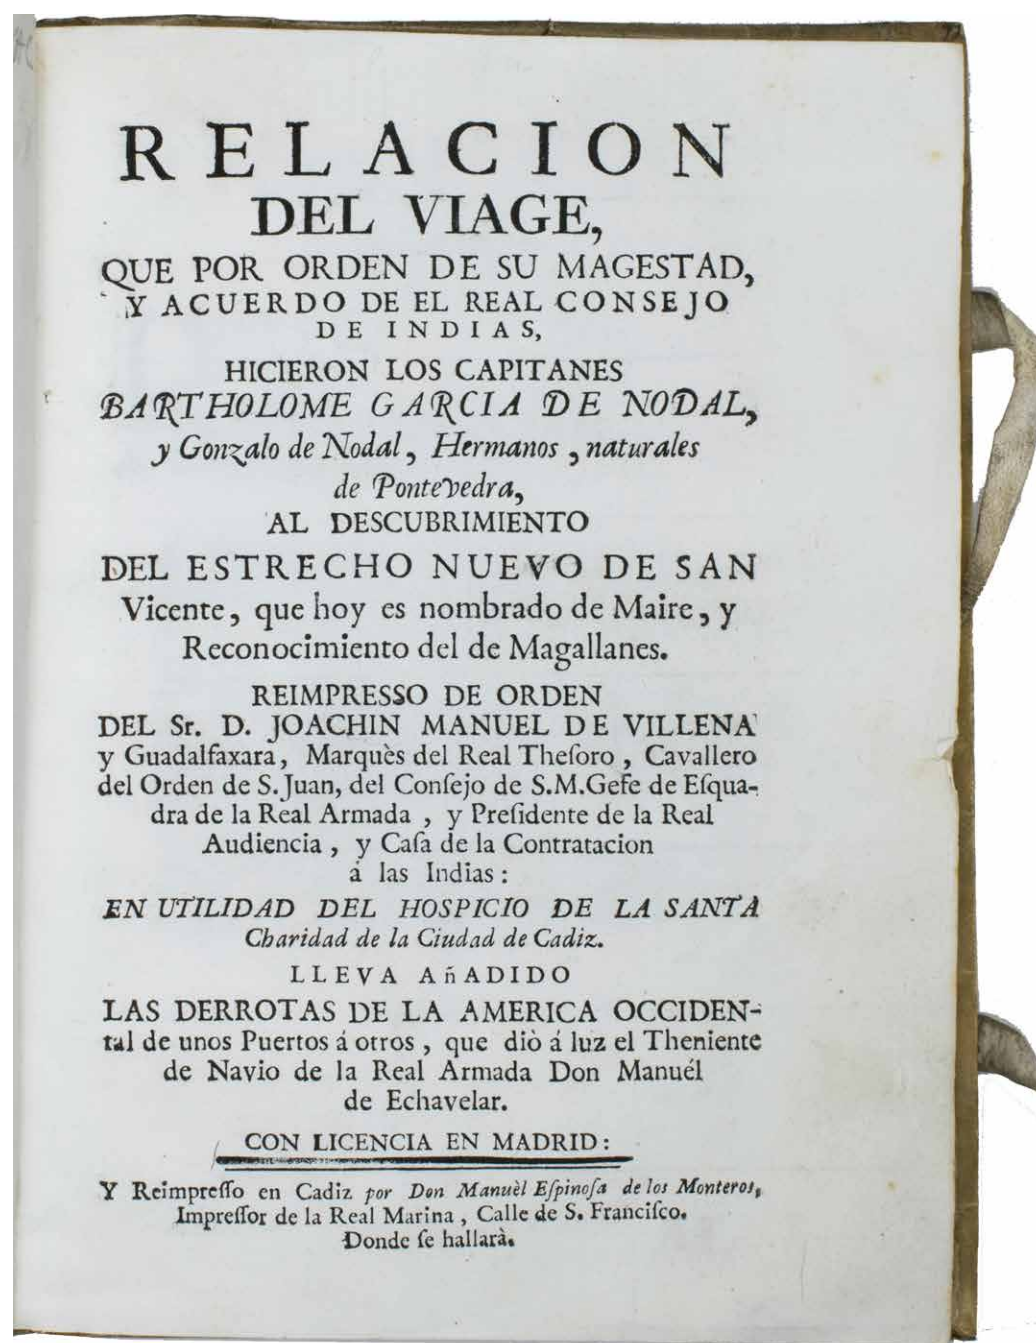 RELACION
DEL VIAGE,
QUE POR ORDEN DE SU MAGESTAD,
Y ACUERDO DE EL REAL CONSEJO
DE INDIAS,
HICIERON LOS CAPITANES
BARTHOLOME GARCIA DE NODAL,
y Gonzalo de Nodal, Hermanos, naturales
de Pontevedra,
AL DESCUBRIMIENTO
DEL ESTRECHO NUEVO DE SAN
Vicente, que hoy es nombrado de Maire, y
Reconocimiento del de Magallanes.
REIMPRESSO DE ORDEN
DEL Sr. D. JOACHIN MANUEL DE VILLENA
y Guadalfaxara, Marquès del Real Theſoro, Cavallero
del Orden de S. Juan, del Conſejo de S.M. Gefe de Eſqua-
dra de la Real Armada, y Preſidente de la Real
Audiencia, y Caſa de la Contratacion
á las Indias:
EN UTILIDAD DEL HOSPICIO DE LA SANTA
Charidad de la Ciudad de Cadiz.
LLEVA AñADIDO
LAS DERROTAS DE LA AMERICA OCCIDEN-
tal de unos Puertos á otros, que diò á luz el Theniente
de Navio de la Real Armada Don Manuél
de Echavelar.
CON LICENCIA EN MADRID:
Y Reimpreſſo en Cadiz por Don Manuèl Eſpinoſa de los Monteros,
Impreſſor de la Real Marina, Calle de S. Franciſco.
Donde ſe hallarà.